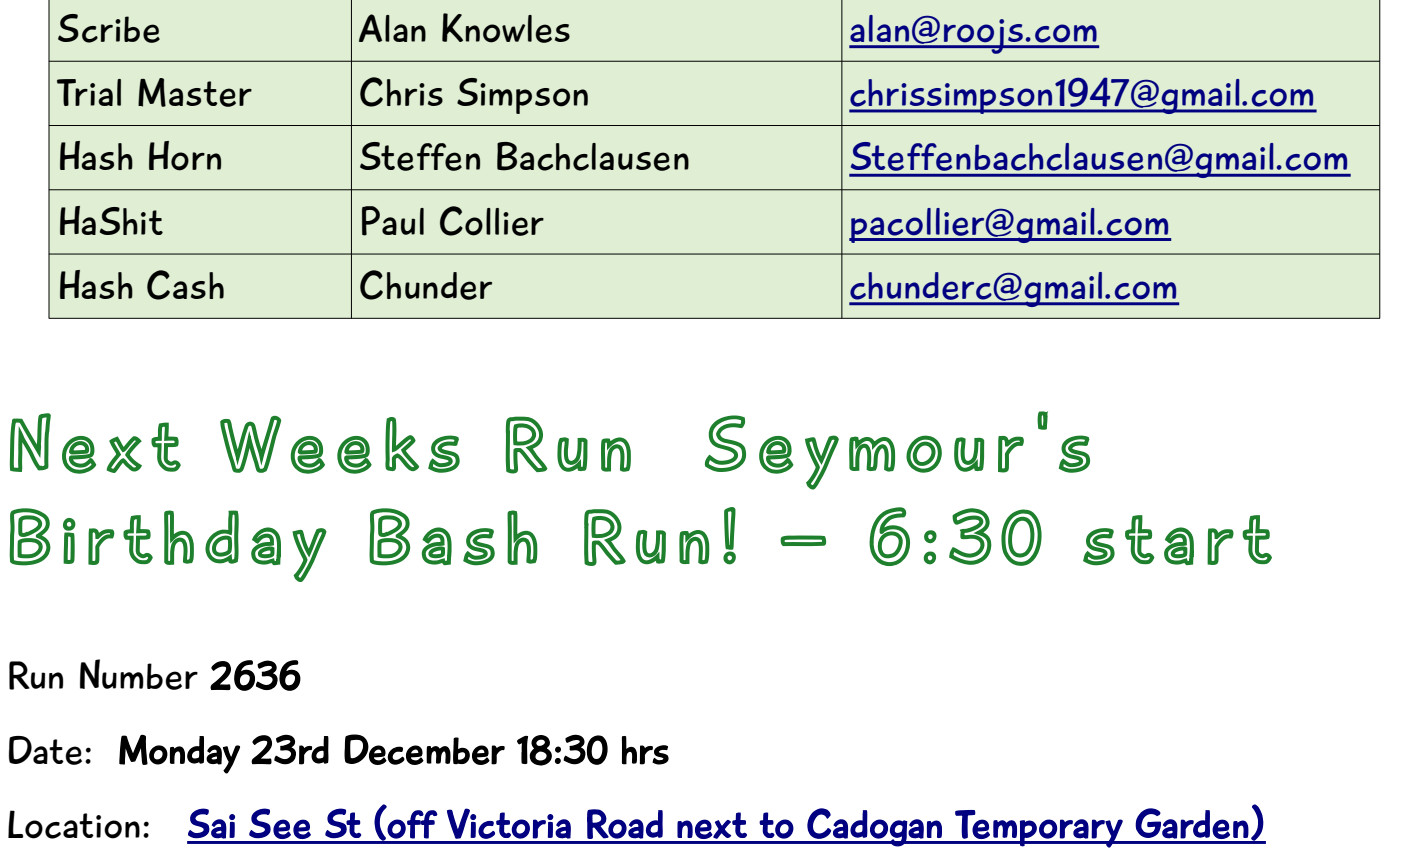 Scribe Alan Knowles alan@roojs.com
Trial Master Chris Simpson chrissimpson1947@gmail.com
Hash Horn Steffen Bachclausen Steffenbachclausen@gmail.com
HaShit Paul Collier pacollier@gmail.com
Hash Cash Chunder chunderc@gmail.com
Next Weeks Run Seymour's
Birthday Bash Run! – 6:30 start
Run Number 2636
Date: Monday 23rd December 18:30 hrs
Location: Sai See St (off Victoria Road next to Cadogan Temporary Garden)